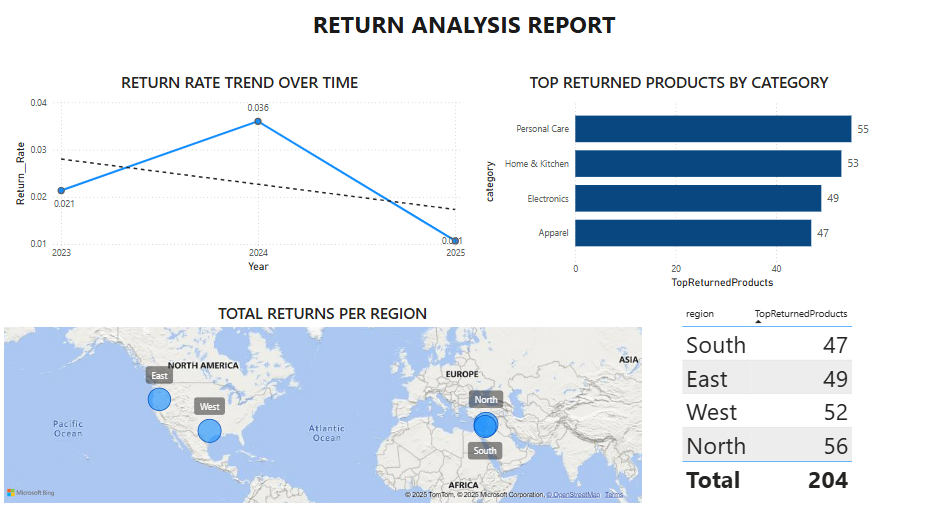 RETURN ANALYSIS REPORT
RETURN RATE TREND OVER TIME
Return__Rate
0.04
0.03
0.02
0.01
0.021
0.036
2023
2024
2025
Year
TOP RETURNED PRODUCTS BY CATEGORY
category
Personal Care
55
Home & Kitchen
53
Electronics
49
Apparel
47
0
20
40
TopReturnedProducts
TOTAL RETURNS PER REGION
NORTH AMERICA
EUROPE
ASIA
AFRICA
Pacific
Ocean
Atlantic
Ocean
East
West
North
South
Microsoft Bing
© 2025 TomTom, © 2025 Microsoft Corporation, © OpenStreetMap Terms
region TopReturnedProducts
South 47
East 49
West 52
North 56
Total 204